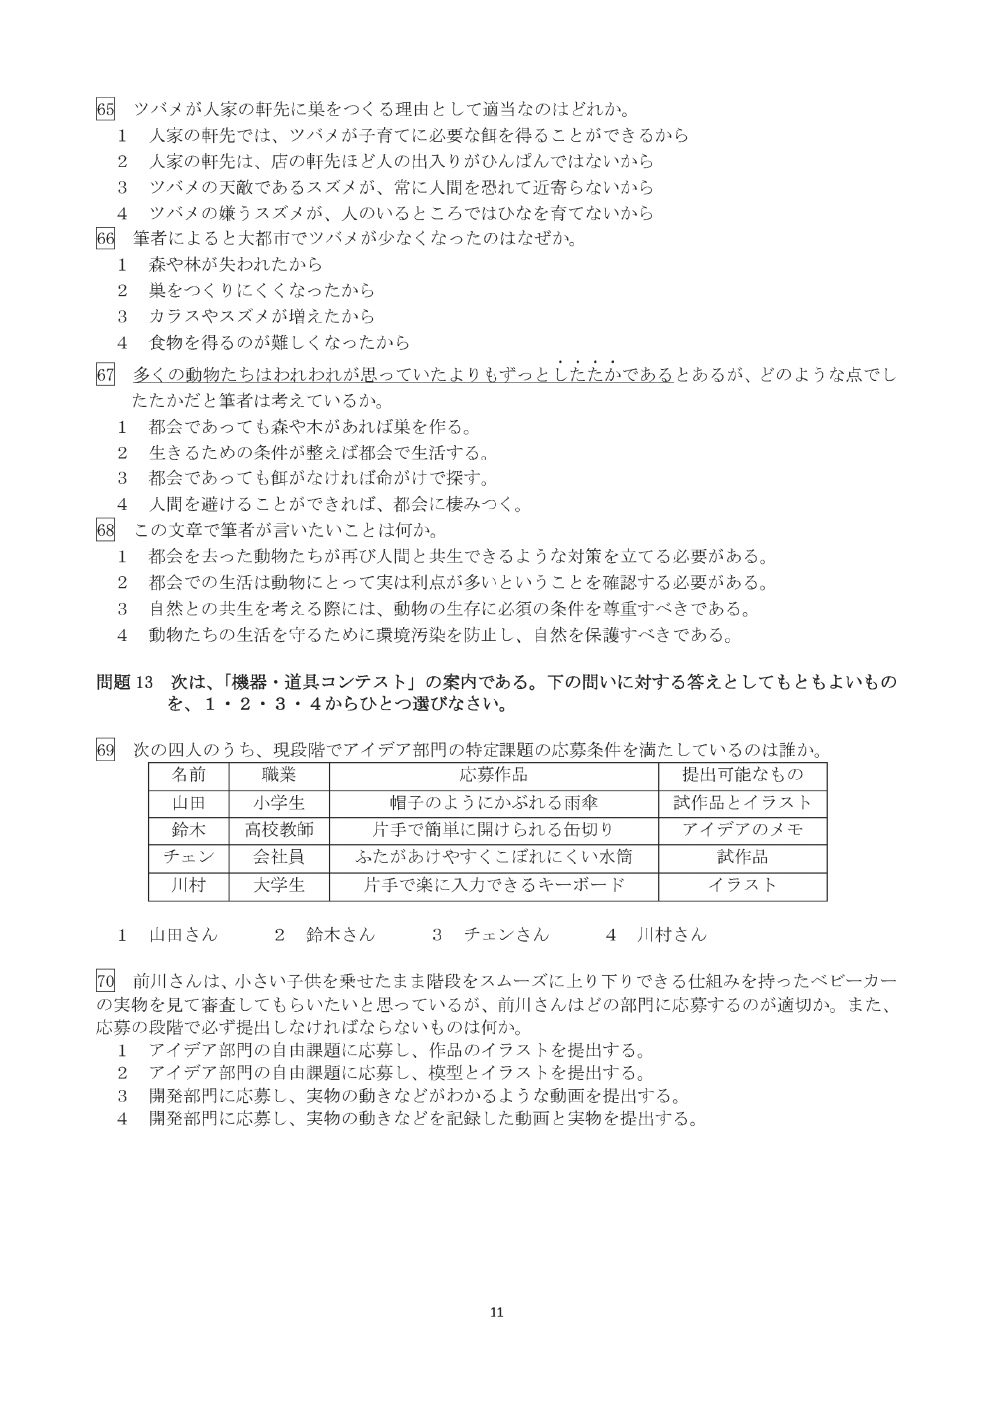 65 ツバメが人家の軒先に巣をつくる理由として適当なのはどれか。
1 人家の軒先では、ツバメが子育てに必要な餌を得ることができるから
2 人家の軒先は、店の軒先ほど人の出入りがひんぱんではないから
3 ツバメの天敵であるスズメが、常に人間を恐れて近寄らないから
4 ツバメの嫌うスズメが、人のいるところではひなを育てないから
66 筆者によると大都市でツバメが少なくなったのはなぜか。
1 森や林が失われたから
2 巣をつくりにくくなったから
3 カラスやスズメが増えたから
4 食物を得るのが難しくなったから
67 多くの動物たちはわれわれが思っていたよりもずっとしたたかであるとあるが、どのような点でし
たたかだと筆者は考えているか。
1 都会であっても森や木があれば巣を作る。
2 生きるための条件が整えば都会で生活する。
3 都会であっても餌がなければ命がけで探す。
4 人間を避けることができれば、都会に棲みつく。
68 この文章で筆者が言いたいことは何か。
1 都会を去った動物たちが再び人間と共生できるような対策を立てる必要がある。
2 都会での生活は動物にとって実は利点が多いということを確認する必要がある。
3 自然との共生を考える際には、動物の生存に必須の条件を尊重すべきである。
4 動物たちの生活を守るために環境汚染を防止し、自然を保護すべきである。
問題 13 次は、「機器・道具コンテスト」の案内である。下の問いに対する答えとしてもともよいもの
を、1・2・3・4からひとつ選びなさい。
69 次の四人のうち、現段階でアイデア部門の特定課題の応募条件を満たしているのは誰か。
名前 職業 応募作品 提出可能なもの
山田 小学生 帽子のようにかぶれる雨傘 試作品とイラスト
鈴木 高校教師 片手で簡単に開けられる缶切り アイデアのメモ
チェン 会社員 ふたがあけやすくこぼれにくい水筒 試作品
川村 大学生 片手で楽に入力できるキーボード イラスト
1 山田さん 2 鈴木さん 3 チェンさん 4 川村さん
70 前川さんは、小さい子供を乗せたまま階段をスムーズに上り下りできる仕組みを持ったベビーカー
の実物を見て審査してもらいたいと思っているが、前川さんはどの部門に応募するのが適切か。また、
応募の段階で必ず提出しなければならないものは何か。
1 アイデア部門の自由課題に応募し、作品のイラストを提出する。
2 アイデア部門の自由課題に応募し、模型とイラストを提出する。
3 開発部門に応募し、実物の動きなどがわかるような動画を提出する。
4 開発部門に応募し、実物の動きなどを記録した動画と実物を提出する。
11